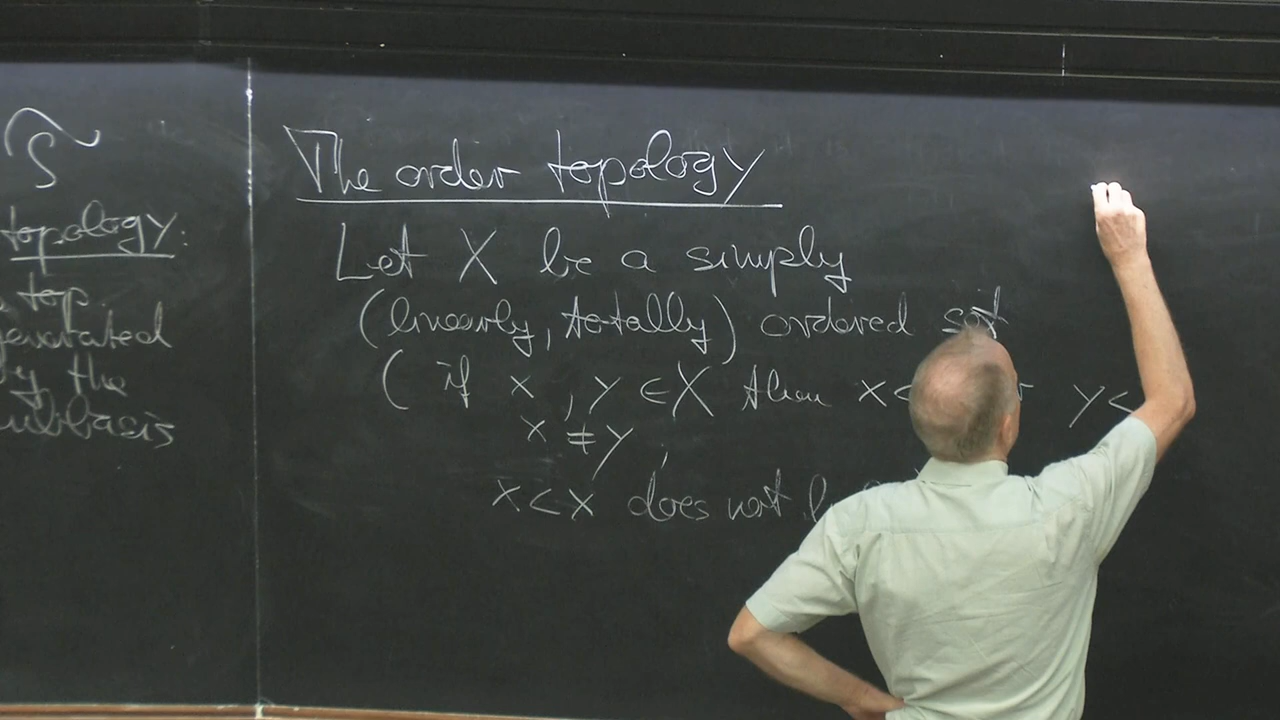 S
topology:
top.
generated
by the
subbasis
The order topology
Let X be a simply
(linearly, totally) ordered set
( if x , y ∈ X then x<
y<
x ≠ y ,
x < x does not